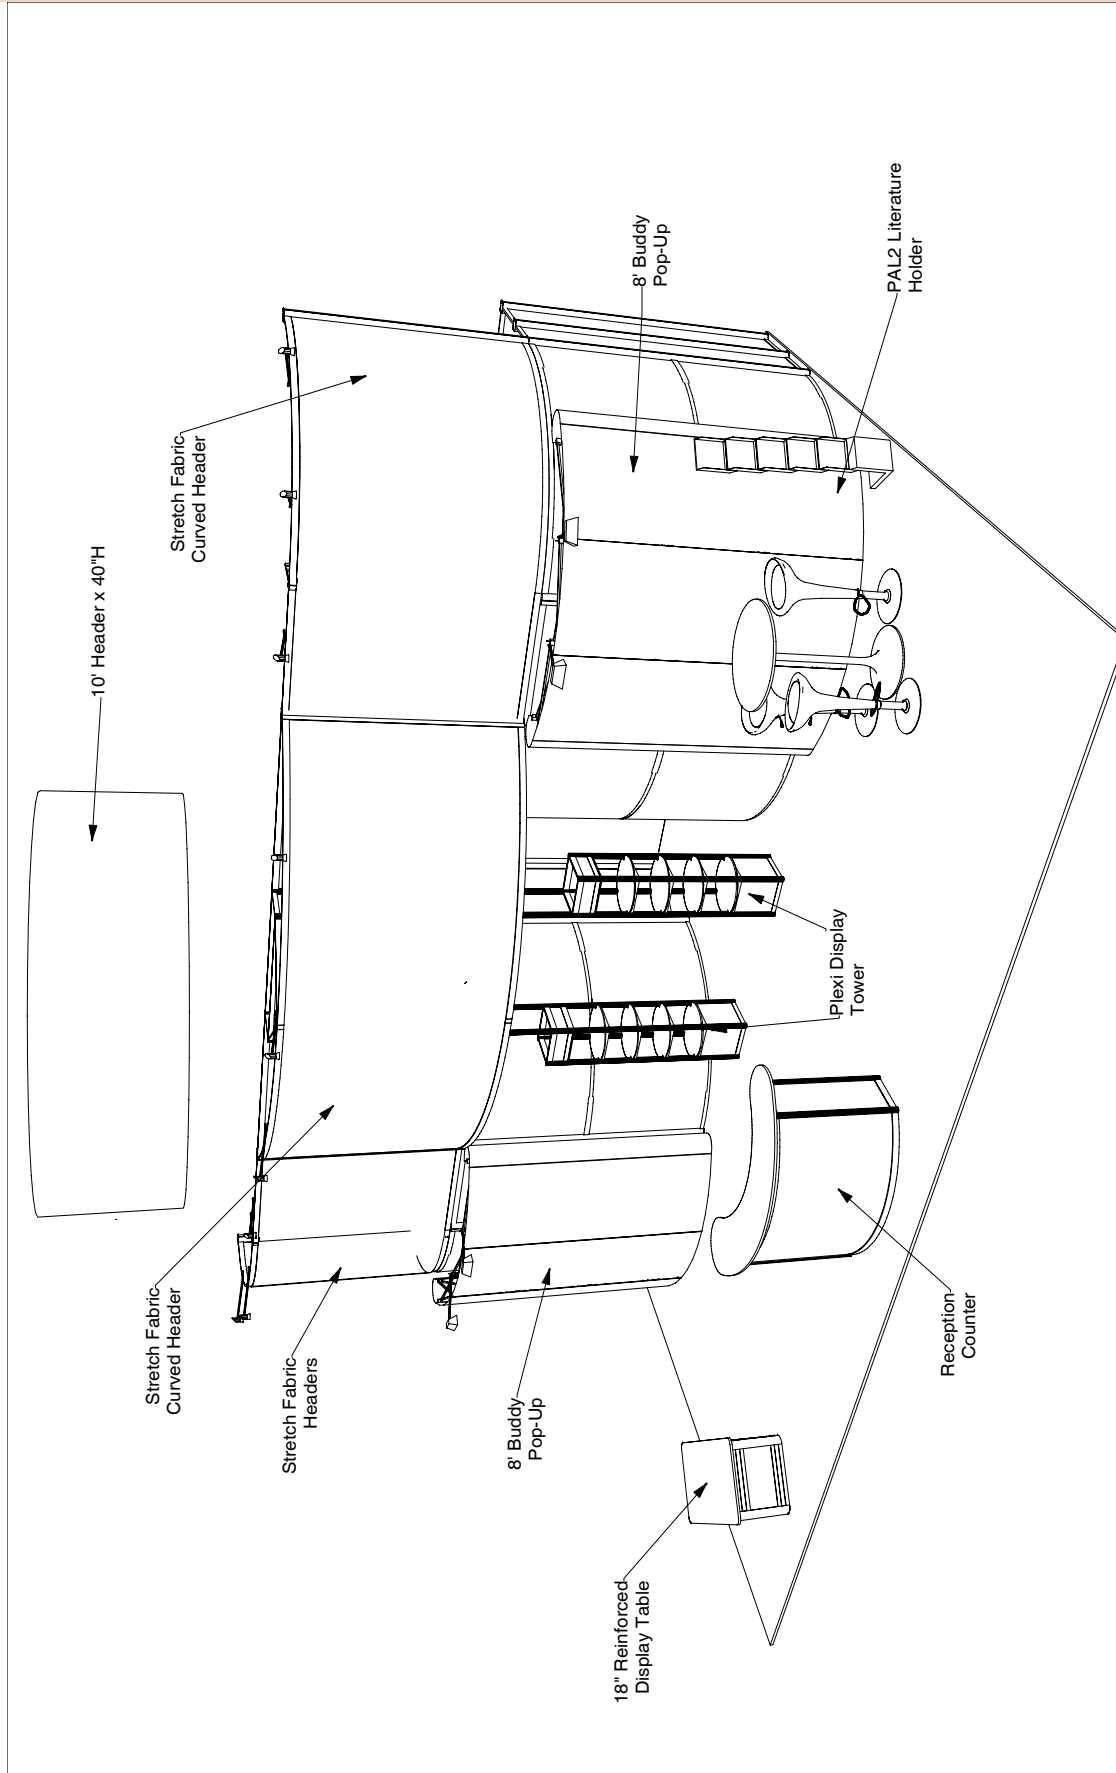 10' Header x 40"H
Stretch Fabric
Curved Header
8' Buddy
Pop-Up
PAL2 Literature
Holder
Stretch Fabric
Curved Header
Stretch Fabric
Headers
8' Buddy
Pop-Up
Plexi Display
Tower
Reception
Counter
18" Reinforced
Display Table